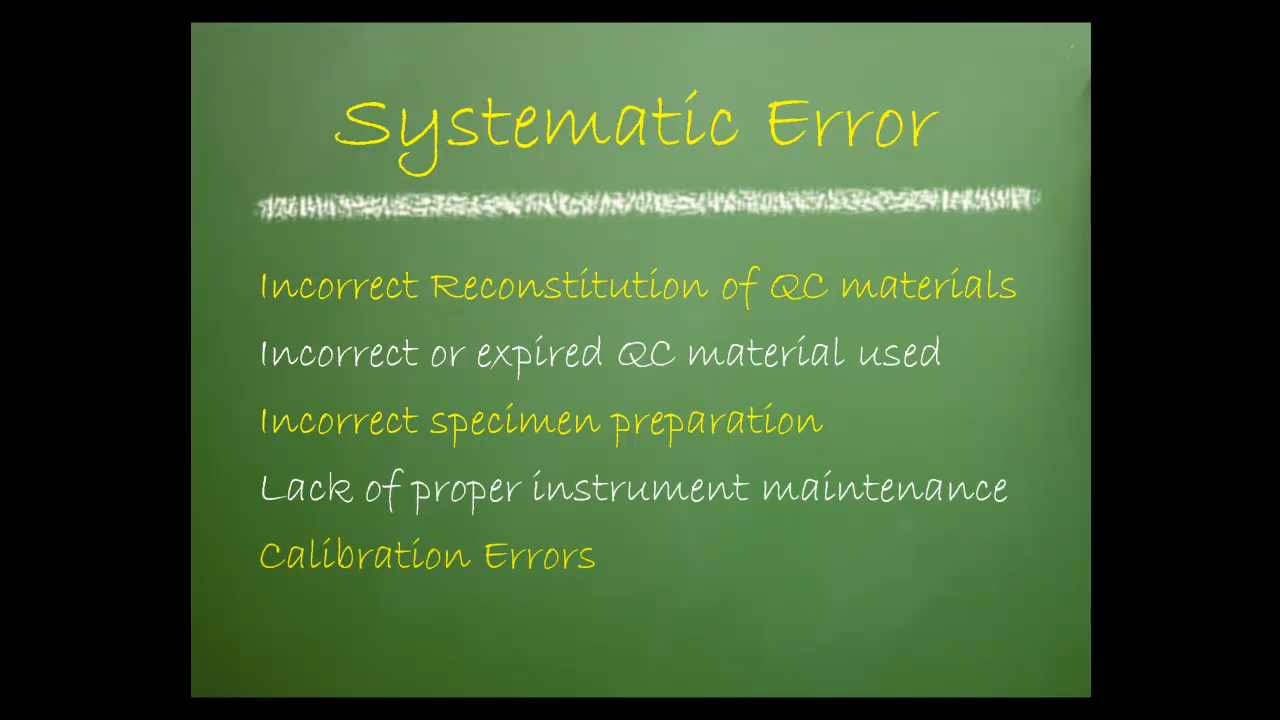 Systematic Error
Incorrect Reconstitution of QC materials
Incorrect or expired QC material used
Incorrect specimen preparation
Lack of proper instrument maintenance
Calibration Errors